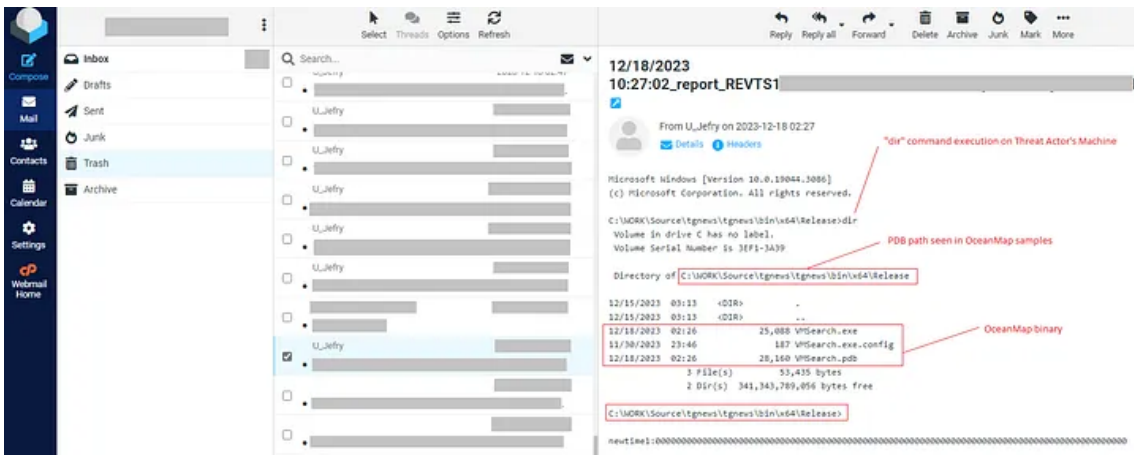 Select
Threads
Options
Refresh
Reply
Reply all
Forward
Delete
Archive
Junk
Mark
More
Compose
Mail
Contacts
Calendar
Settings
Webmail
Home
Inbox
Drafts
Sent
Junk
Trash
Archive
Search...
U_Jefry
U_Jefry
U_Jefry
U_Jefry
U_Jefry
U_Jefry
U_Jefry
12/18/2023
10:27:02_report_REVTS1
From U_Jefry on 2023-12-18 02:27
Details Headers
"dir" command execution on Threat Actor's Machine
Microsoft Windows [Version 10.0.19044.3086]
(c) Microsoft Corporation. All rights reserved.
C:\WORK\Source\tgnews\tgnews\bin\x64\Release>dir
Volume in drive C has no label.
Volume Serial Number is 3EF1-3A39
PDB path seen in OceanMap samples
Directory of C:\WORK\Source\tgnews\tgnews\bin\x64\Release
12/15/2023 03:13 <DIR> .
12/15/2023 03:13 <DIR> ..
12/18/2023 02:26 25,088 VMSearch.exe
11/30/2023 23:46 187 VMSearch.exe.config
12/18/2023 02:26 28,160 VMSearch.pdb
OceanMap binary
3 File(s) 53,435 bytes
2 Dir(s) 341,343,789,056 bytes free
C:\WORK\Source\tgnews\tgnews\bin\x64\Release>